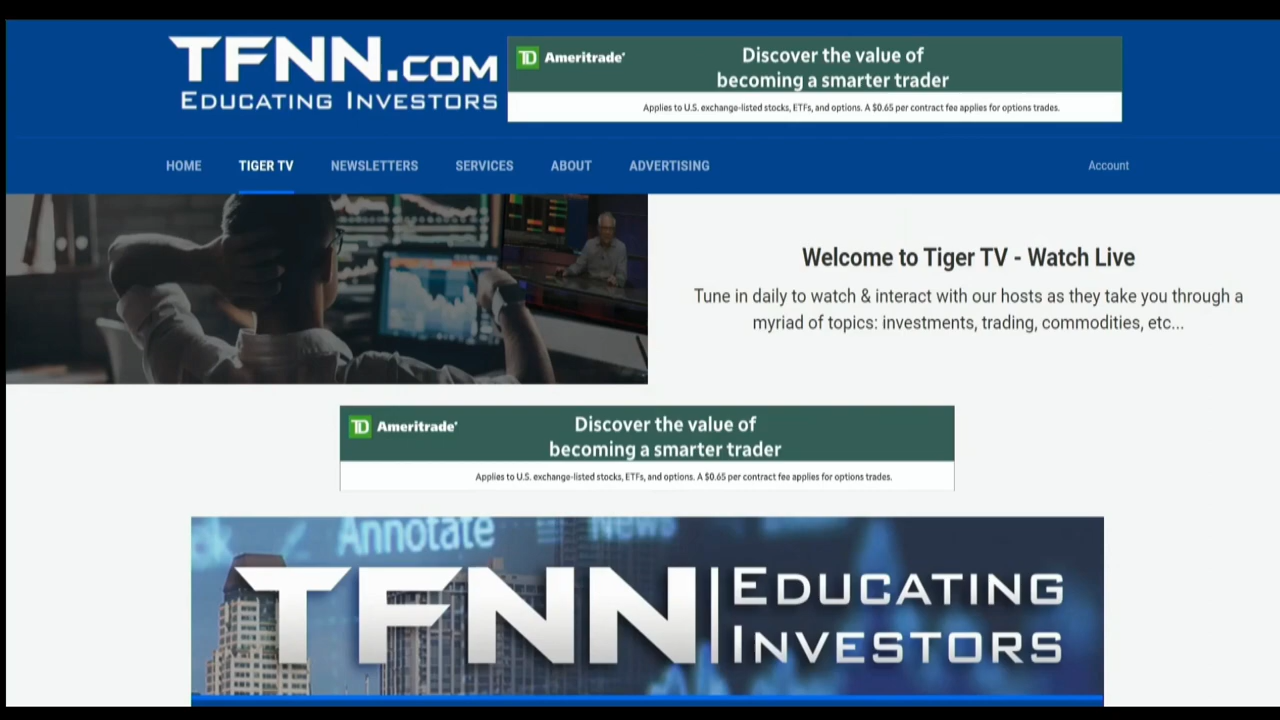 TFNN.COM
EDUCATING INVESTORS
TD Ameritrade
Discover the value of
becoming a smarter trader
Applies to U.S. exchange-listed stocks, ETFs, and options. A $0.65 per contract fee applies for options trades.
HOME TIGER TV NEWSLETTERS SERVICES ABOUT ADVERTISING Account
Welcome to Tiger TV - Watch Live
Tune in daily to watch & interact with our hosts as they take you through a
myriad of topics: investments, trading, commodities, etc...
TD Ameritrade
Discover the value of
becoming a smarter trader
Applies to U.S. exchange-listed stocks, ETFs, and options. A $0.65 per contract fee applies for options trades.
Annotate News
TFNN EDUCATING
INVESTORS